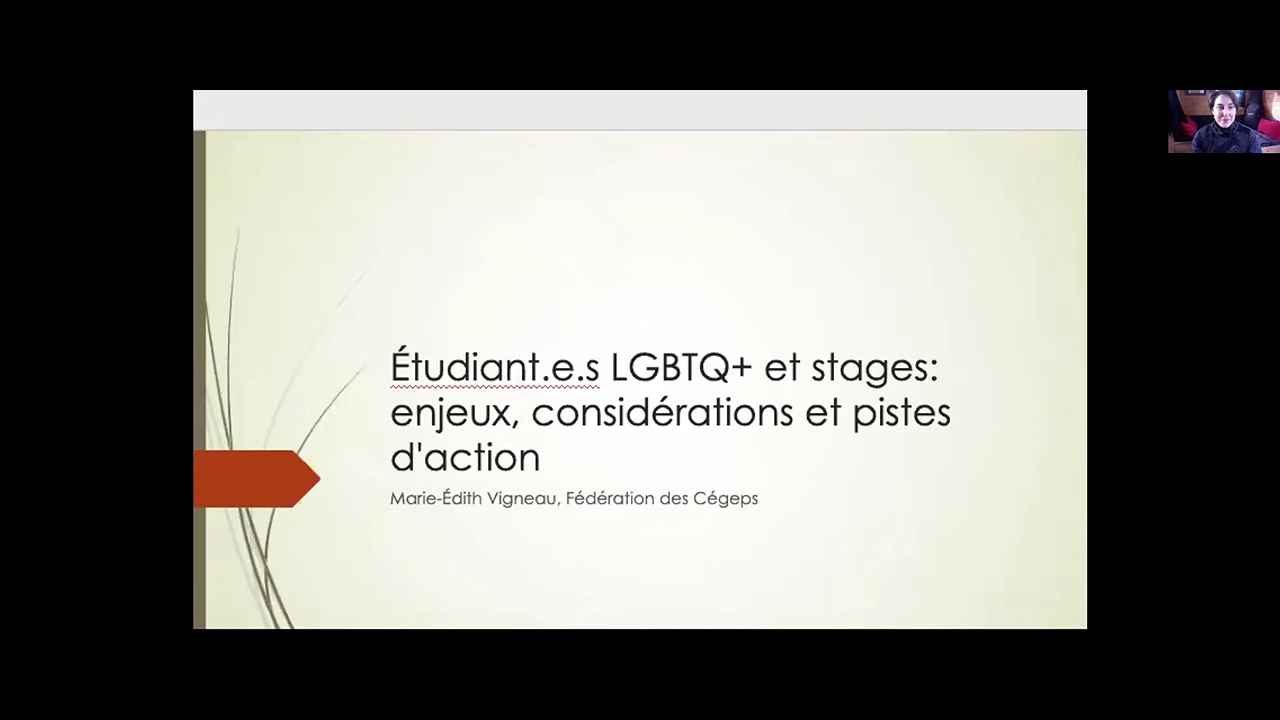 Étudiant.e.s LGBTQ+ et stages:
enjeux, considérations et pistes
d'action
Marie-Édith Vigneau, Fédération des Cégeps